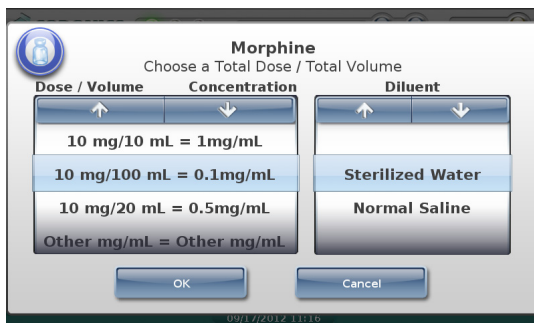 Morphine
Choose a Total Dose / Total Volume
Dose / Volume Concentration Diluent
10 mg/10 mL = 1mg/mL
10 mg/100 mL = 0.1mg/mL Sterilized Water
10 mg/20 mL = 0.5mg/mL Normal Saline
Other mg/mL = Other mg/mL
OK Cancel
09/17/2012 11:16